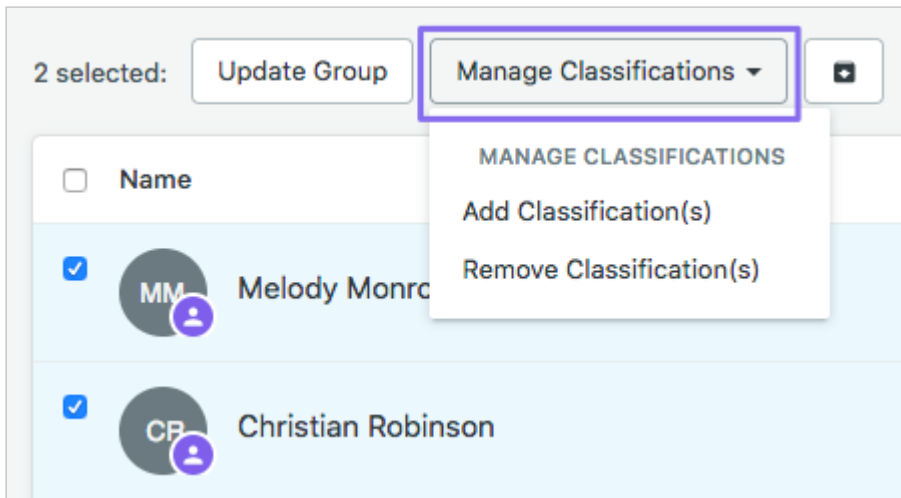 2 selected: Update Group Manage Classifications
MANAGE CLASSIFICATIONS
Name
Add Classification(s)
Remove Classification(s)
MM Melody Monro
CR Christian Robinson